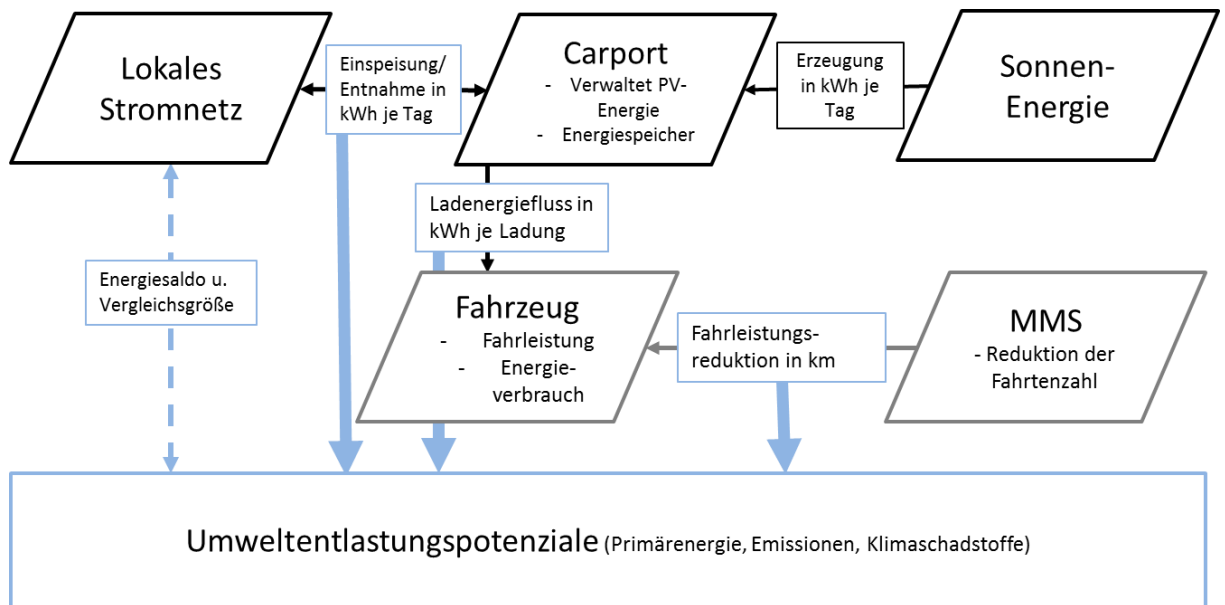 Lokales
Stromnetz
Einspeisung/
Entnahme in
kWh je Tag
Carport
- Verwaltet PV-
Energie
- Energiespeicher
Erzeugung
in kWh je
Tag
Sonnen-
Energie
Ladenergiefluss in
kWh je Ladung
Energiesaldo u.
Vergleichsgröße
Fahrzeug
- Fahrleistung
- Energie-
verbrauch
Fahrleistungs-
reduktion in km
MMS
- Reduktion der
Fahrtenzahl
Umweltentlastungspotenziale (Primärenergie, Emissionen, Klimaschadstoffe)